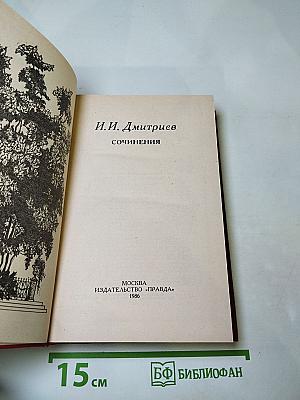 И.И. Дмитриев
СОЧИНЕНИЯ
МОСКВА
ИЗДАТЕЛЬСТВО «ПРАВДА»
1986
15 см
БФ БИБЛИОФАН